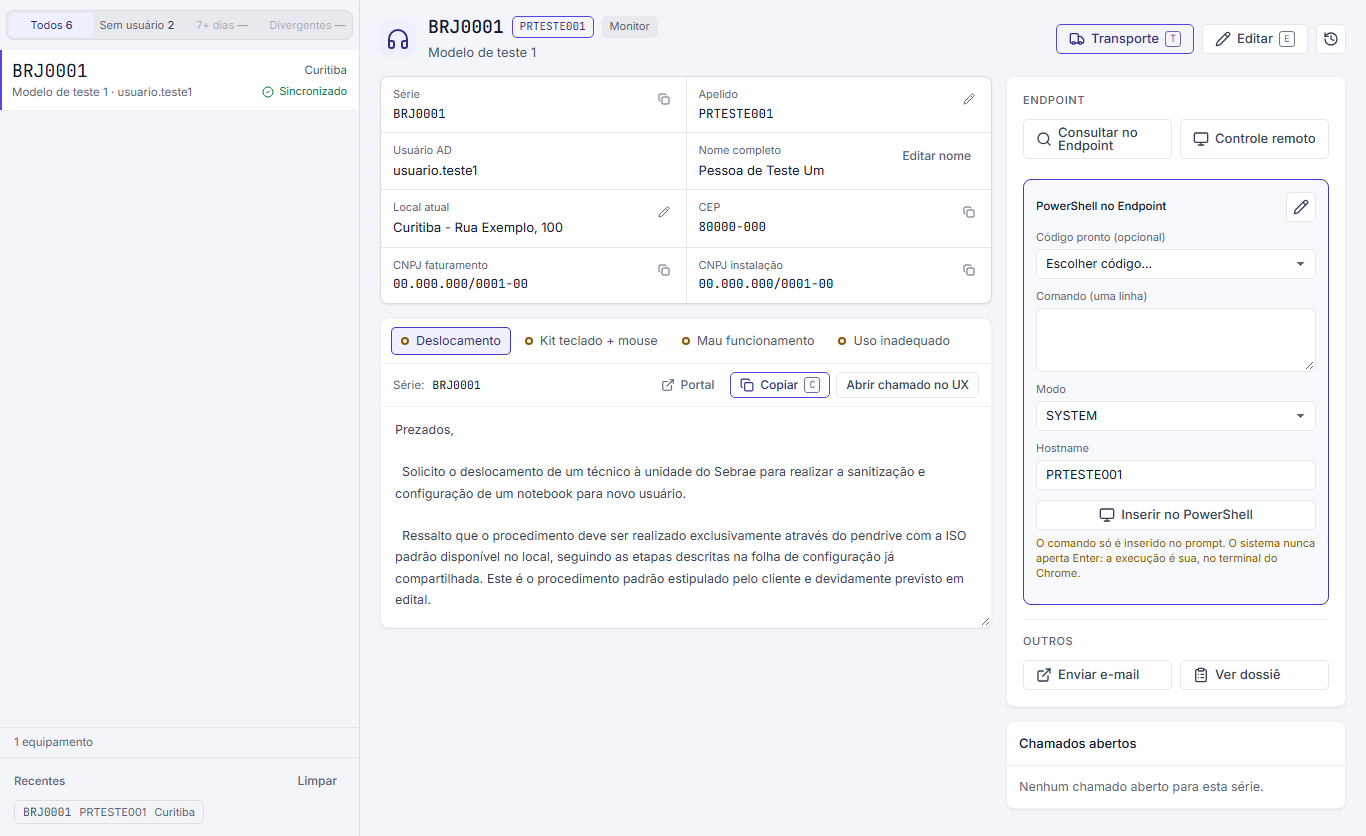 Todos 6 Sem usuário 2 7+ dias — Divergentes —
BRJ0001 Curitiba
Modelo de teste 1 · usuario.teste1 Sincronizado
1 equipamento
Recentes Limpar
BRJ0001 PRTESTE001 Curitiba
BRJ0001 PRTESTE001 Monitor
Modelo de teste 1
Transporte T Editar E
Série
BRJ0001
Apelido
PRTESTE001
Usuário AD
usuario.teste1
Nome completo
Pessoa de Teste Um
Editar nome
Local atual
Curitiba - Rua Exemplo, 100
CEP
80000-000
CNPJ faturamento
00.000.000/0001-00
CNPJ instalação
00.000.000/0001-00
Deslocamento Kit teclado + mouse Mau funcionamento Uso inadequado
Série: BRJ0001 Portal Copiar C Abrir chamado no UX
Prezados,
Solicito o deslocamento de um técnico à unidade do Sebrae para realizar a sanitização e
configuração de um notebook para novo usuário.
Ressalto que o procedimento deve ser realizado exclusivamente através do pendrive com a ISO
padrão disponível no local, seguindo as etapas descritas na folha de configuração já
compartilhada. Este é o procedimento padrão estipulado pelo cliente e devidamente previsto em
edital.
ENDPOINT
Consultar no
Endpoint
Controle remoto
PowerShell no Endpoint
Código pronto (opcional)
Escolher código...
Comando (uma linha)
Modo
SYSTEM
Hostname
PRTESTE001
Inserir no PowerShell
O comando só é inserido no prompt. O sistema nunca
aperta Enter: a execução é sua, no terminal do
Chrome.
OUTROS
Enviar e-mail Ver dossiê
Chamados abertos
Nenhum chamado aberto para esta série.